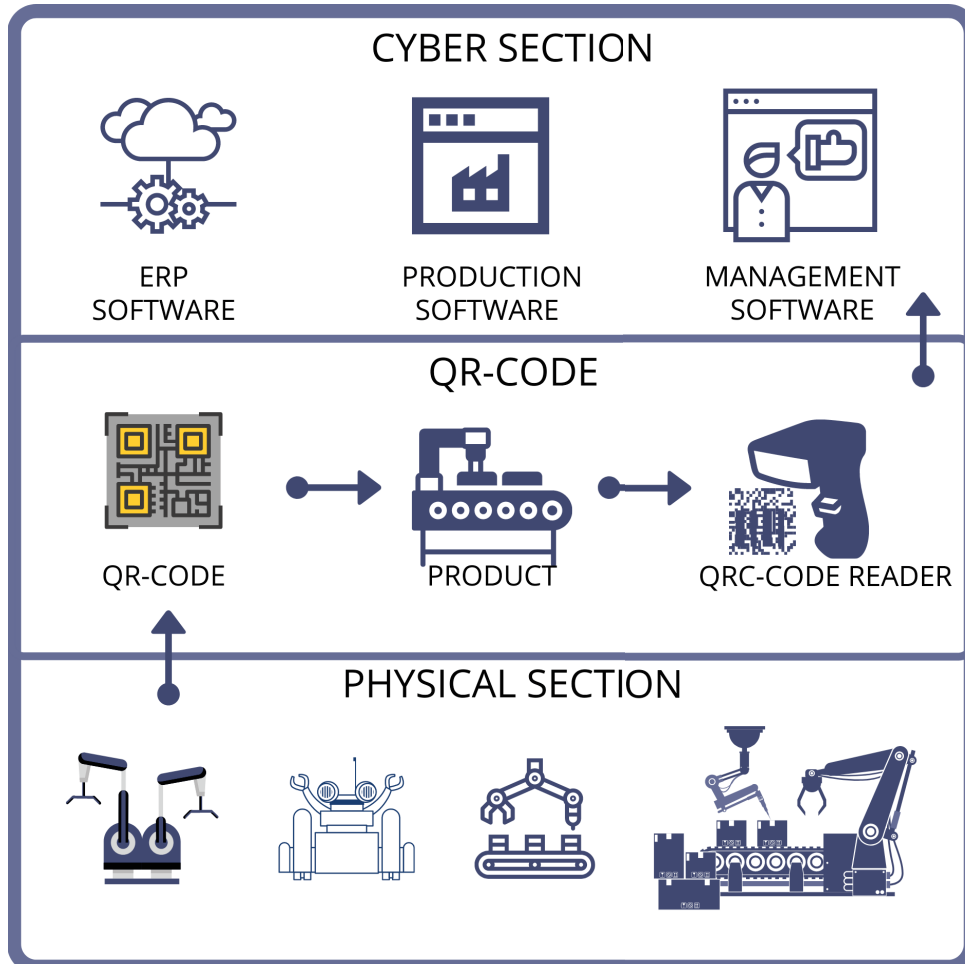 CYBER SECTION
ERP
SOFTWARE
PRODUCTION
SOFTWARE
MANAGEMENT
SOFTWARE
QR-CODE
QR-CODE
PRODUCT
QRC-CODE READER
PHYSICAL SECTION